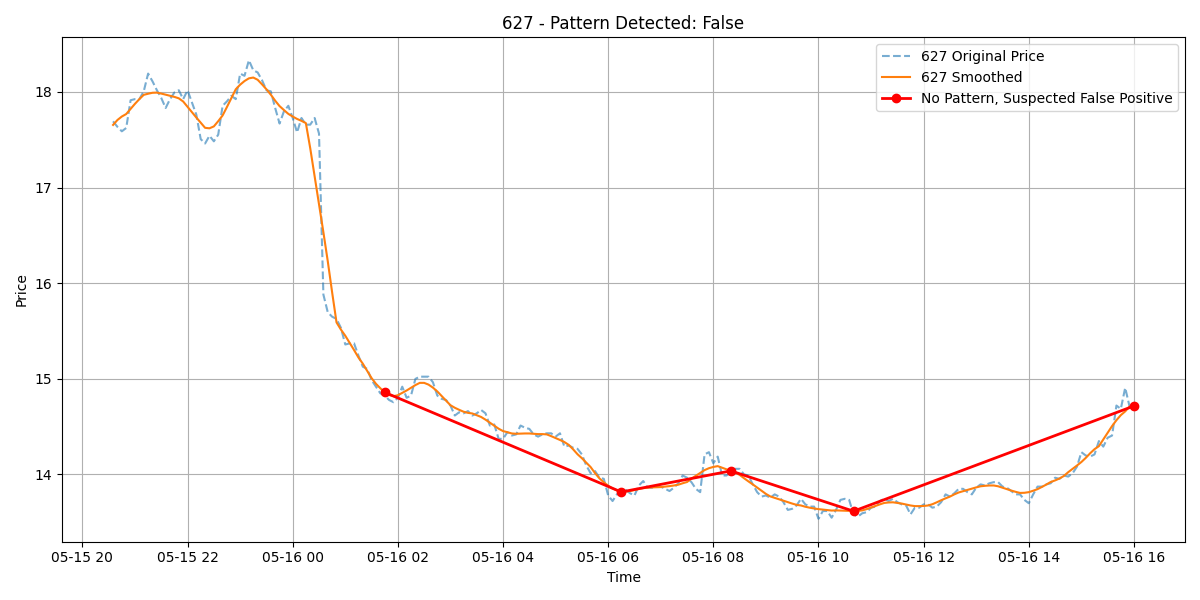 627 - Pattern Detected: False
627 Original Price
627 Smoothed
No Pattern, Suspected False Positive
Price
18
17
16
15
14
05-15 20
05-15 22
05-16 00
05-16 02
05-16 04
05-16 06
05-16 08
05-16 10
05-16 12
05-16 14
05-16 16
Time